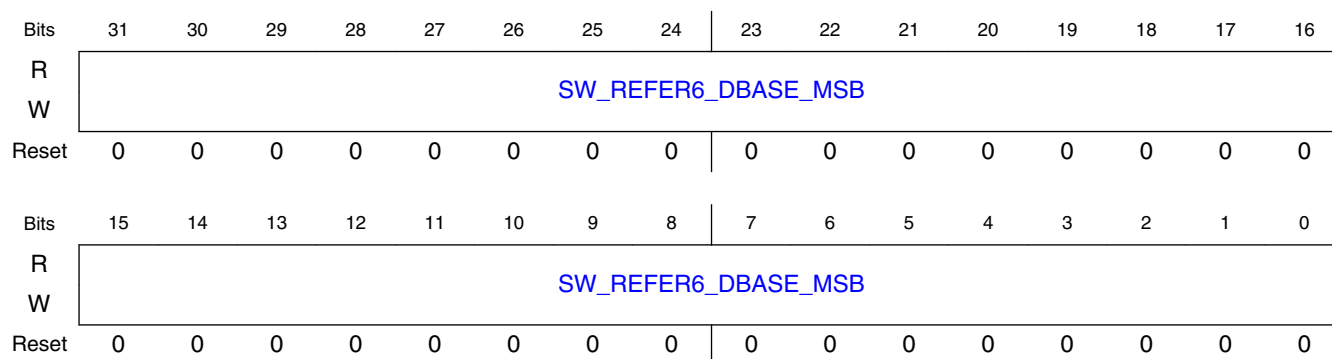 Bits 31 30 29 28 27 26 25 24 23 22 21 20 19 18 17 16
R
SW_REFER6_DBASE_MSB
W
Reset 0 0 0 0 0 0 0 0 0 0 0 0 0 0 0 0
Bits 15 14 13 12 11 10 9 8 7 6 5 4 3 2 1 0
R
SW_REFER6_DBASE_MSB
W
Reset 0 0 0 0 0 0 0 0 0 0 0 0 0 0 0 0